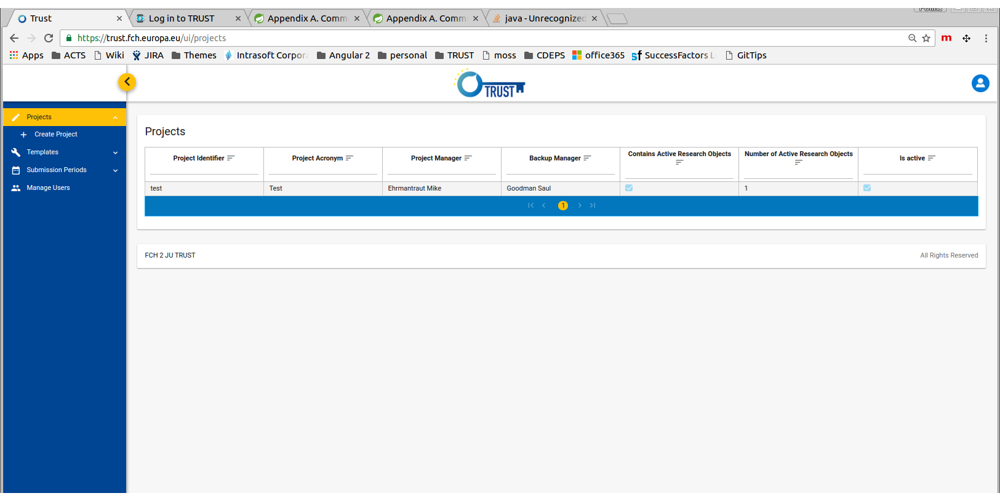 Trust
Log in to TRUST
Appendix A. Comm
Appendix A. Comm
java - Unrecognized
https://trust.fch.europa.eu/ui/projects
m
Apps ACTS Wiki JIRA Themes Intrasoft Corpor Angular 2 personal TRUST moss CDEPS office365 sf SuccessFactors L GitTips
TRUST
Projects
Create Project
Templates
Submission Periods
Manage Users
Projects
Project Identifier Project Acronym Project Manager Backup Manager Contains Active Research Objects Number of Active Research Objects Is active
test Test Ehrmantraut Mike Goodman Saul 1
1
FCH 2 JU TRUST All Rights Reserved